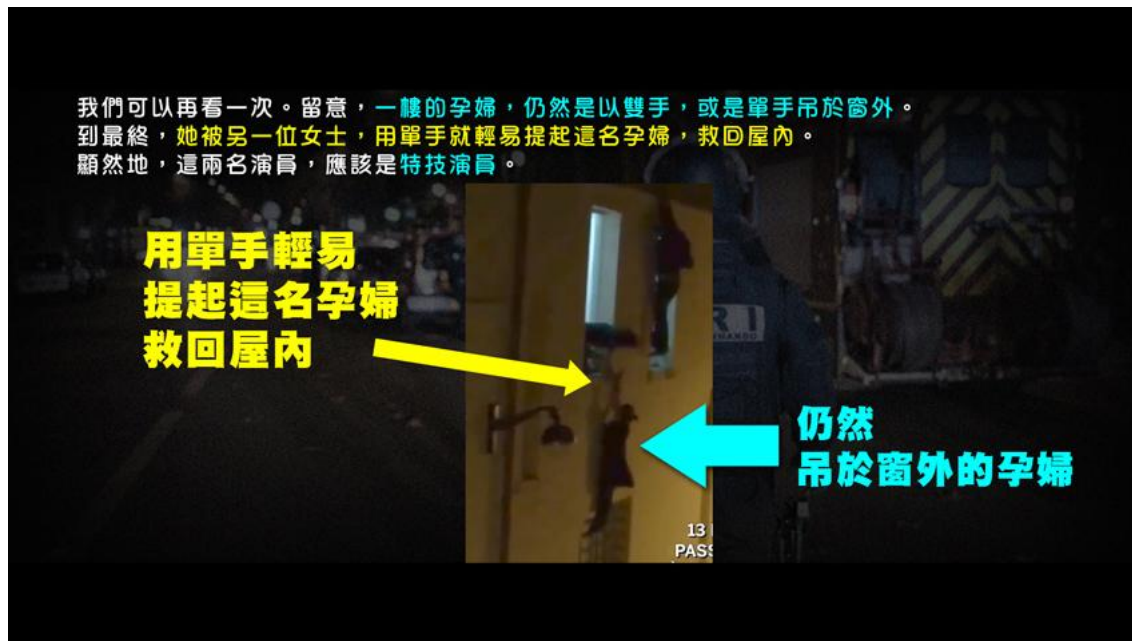 我們可以再看一次。留意，一樓的孕婦，仍然是以雙手，或是單手吊於窗外。
到最終，她被另一位女士，用單手就輕易提起這名孕婦，救回屋內。
顯然地，這兩名演員，應該是特技演員。
用單手輕易
提起這名孕婦
救回屋內
R I
仍然
吊於窗外的孕婦
13
PASS